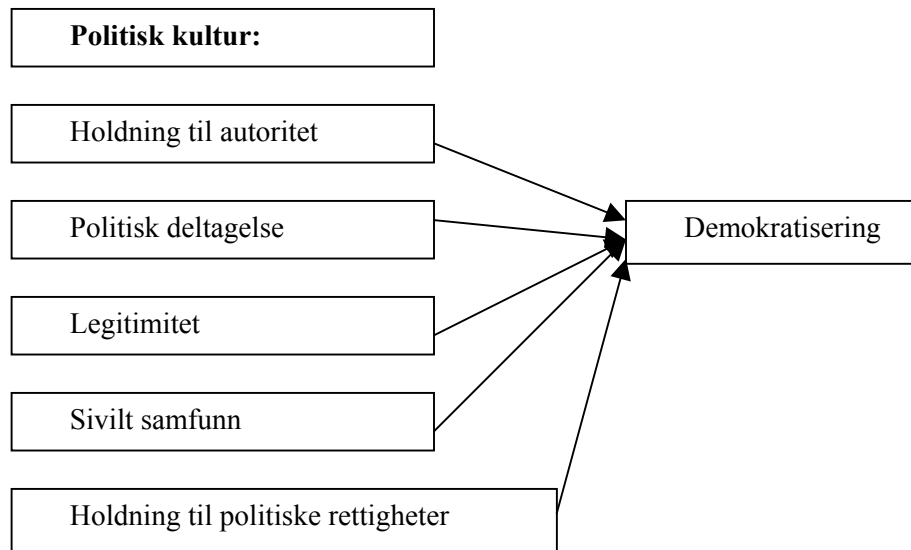 Politisk kultur:
Holdning til autoritet
Politisk deltagelse
Demokratisering
Legitimitet
Sivilt samfunn
Holdning til politiske rettigheter